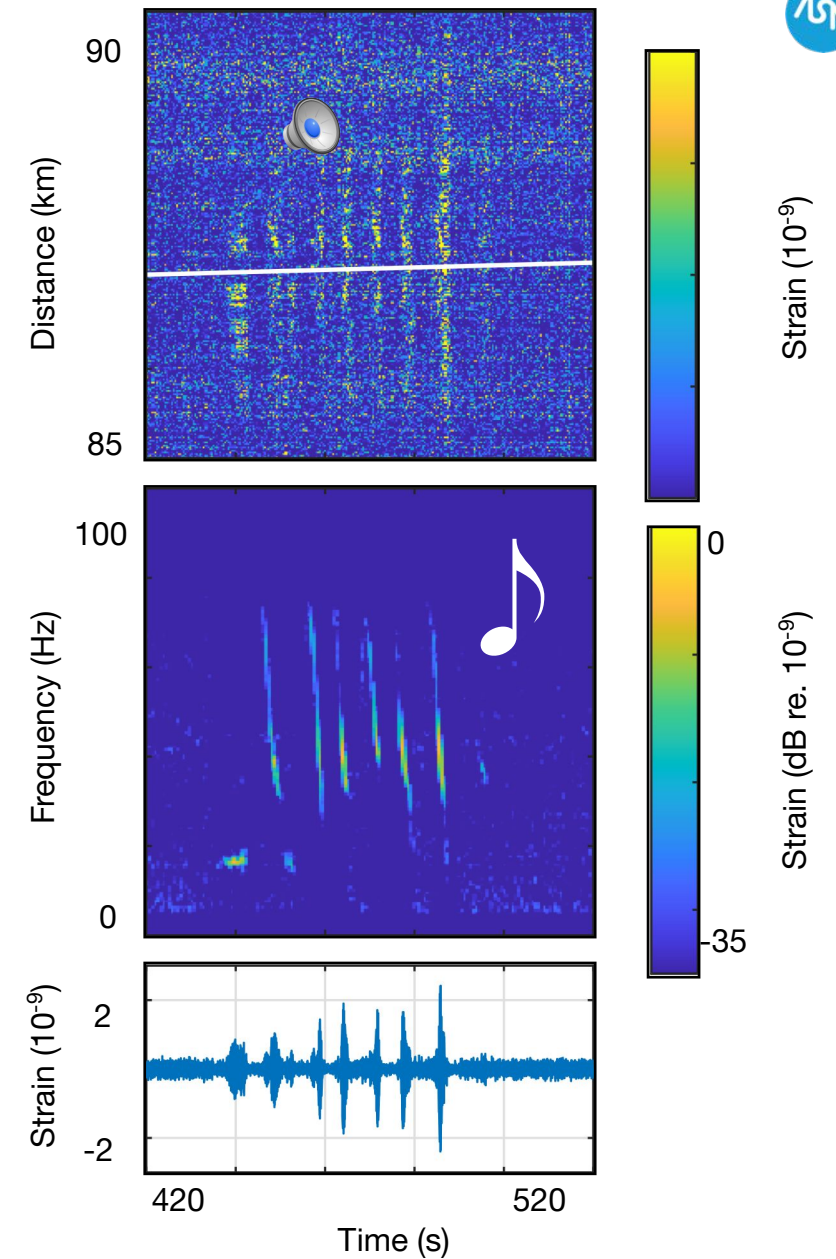 90
Distance (km)
85
Strain (10-9)
100
Frequency (Hz)
0
0
-35
Strain (dB re. 10-9)
2
Strain (10-9)
-2
420
520
Time (s)